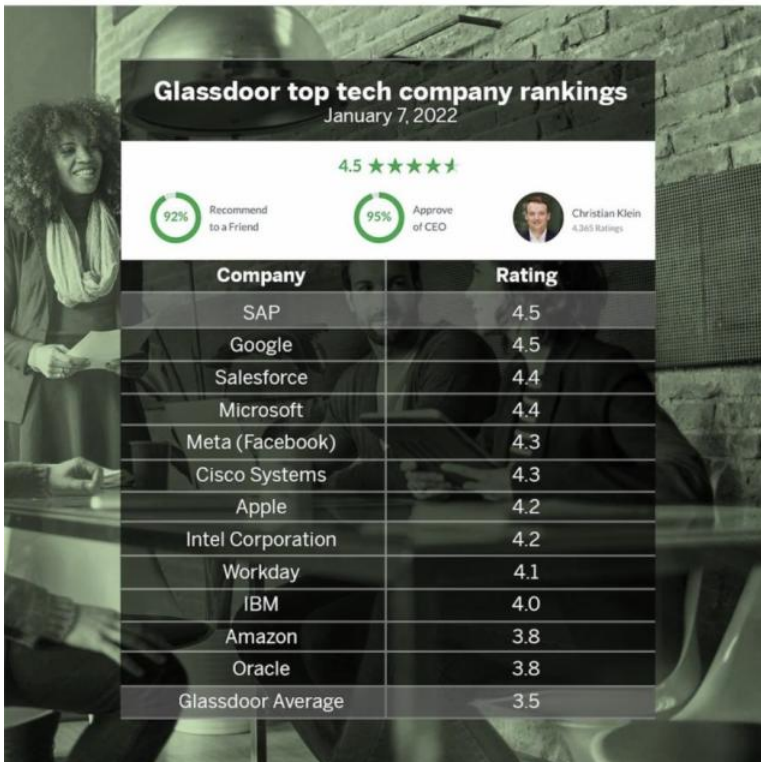 Glassdoor top tech company rankings
January 7, 2022
4.5
92% Recommend to a Friend
95% Approve of CEO
Christian Klein
4,365 Ratings
Company Rating
SAP 4.5
Google 4.5
Salesforce 4.4
Microsoft 4.4
Meta (Facebook) 4.3
Cisco Systems 4.3
Apple 4.2
Intel Corporation 4.2
Workday 4.1
IBM 4.0
Amazon 3.8
Oracle 3.8
Glassdoor Average 3.5